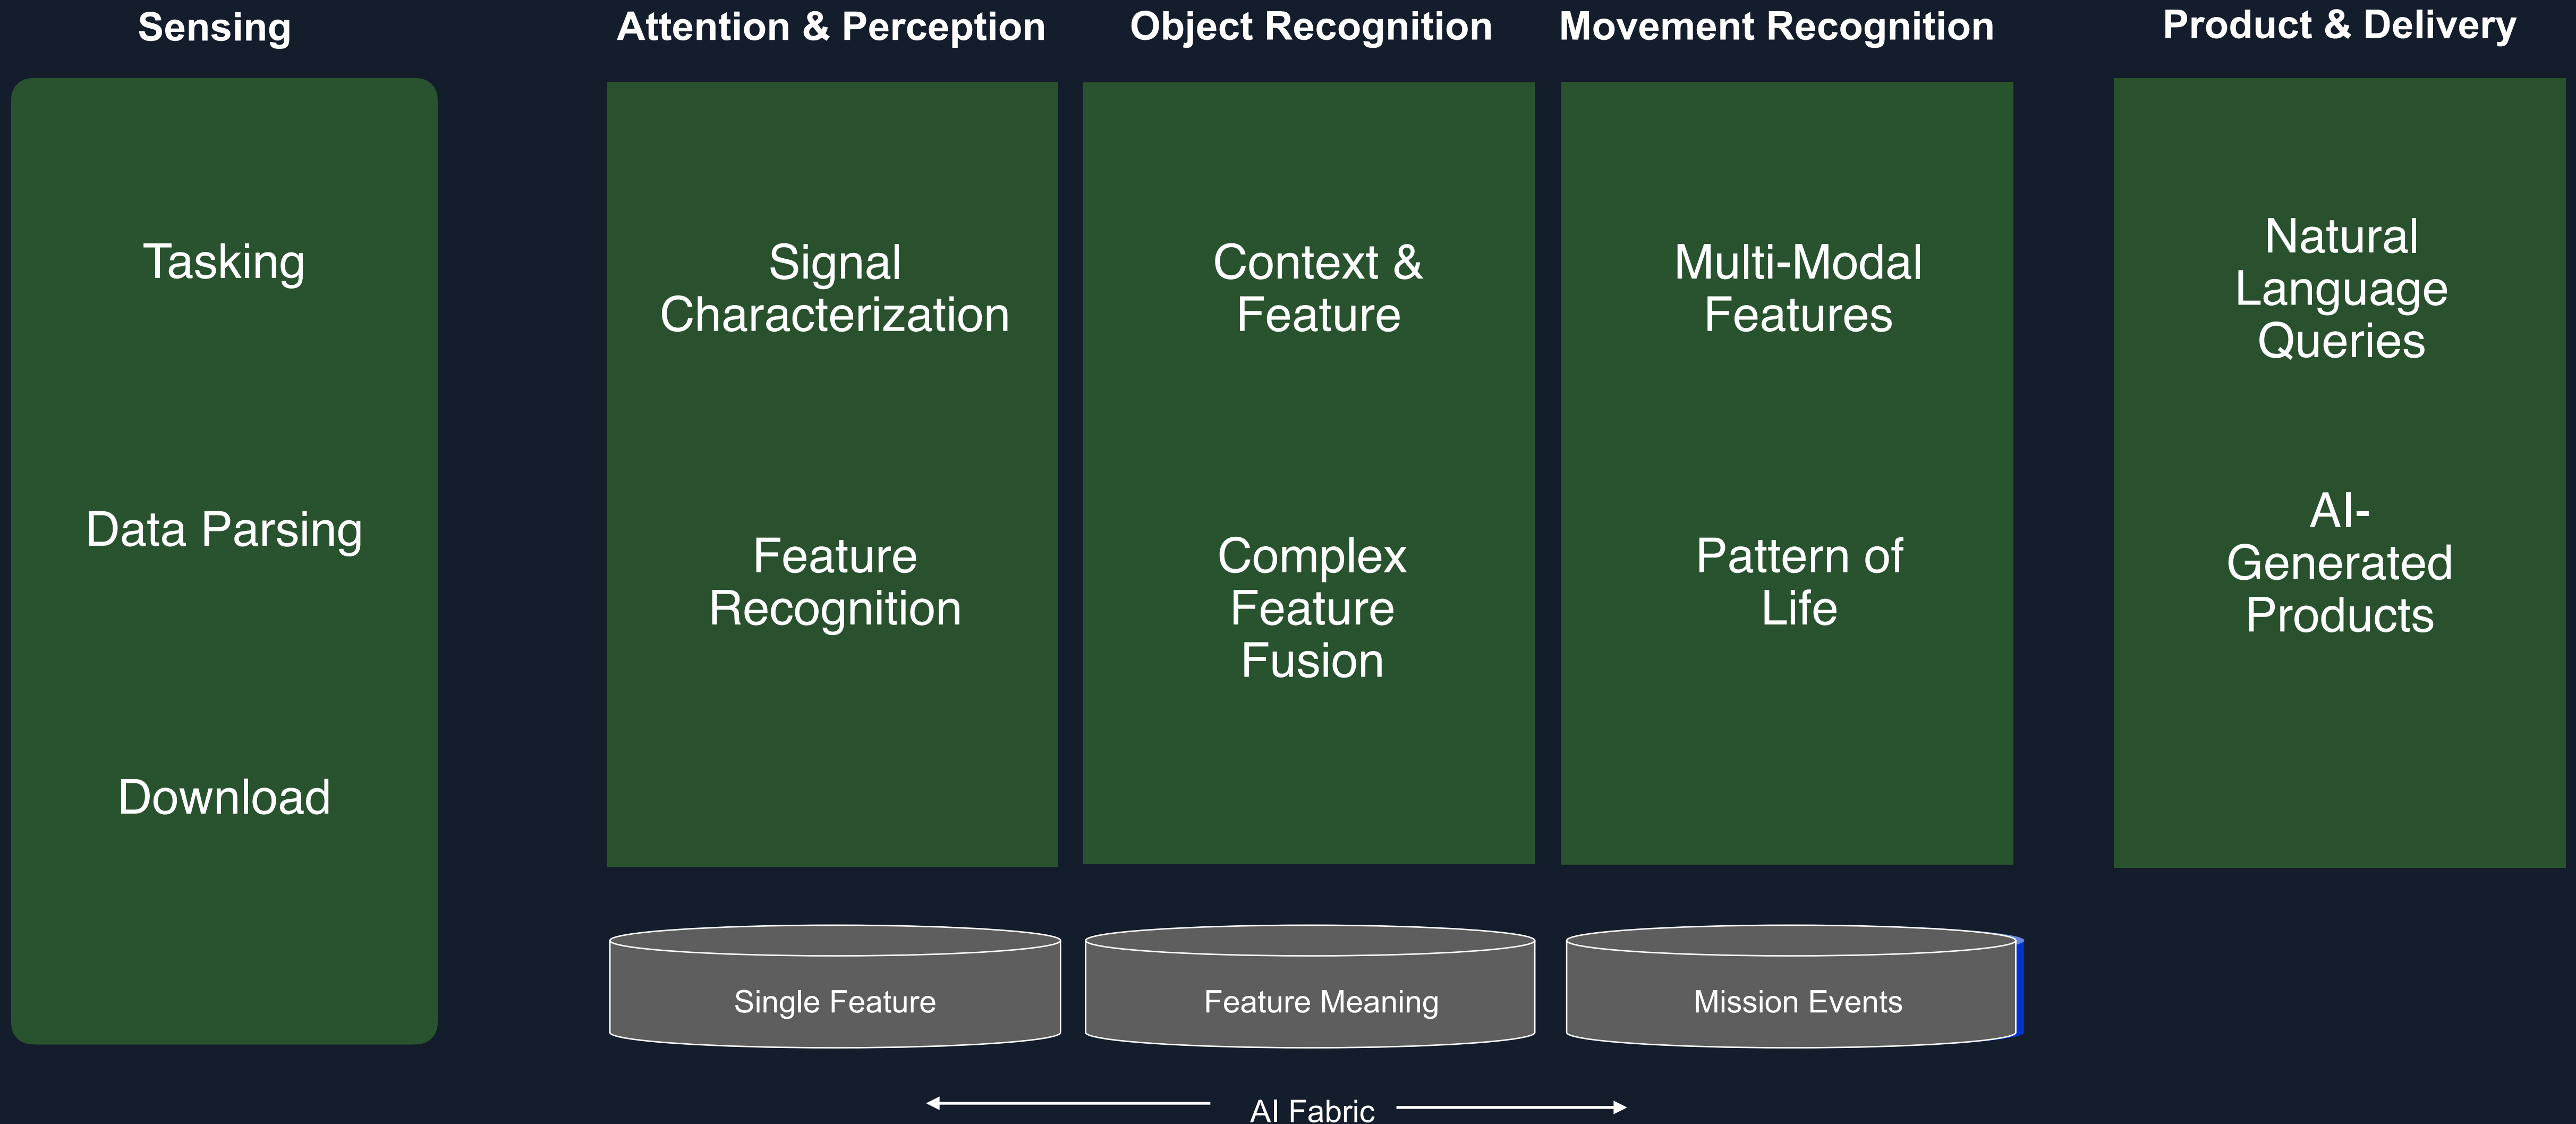 Sensing
Attention & Perception
Object Recognition
Movement Recognition
Product & Delivery
Tasking
Data Parsing
Download
Signal
Characterization
Feature
Recognition
Context &
Feature
Complex
Feature
Fusion
Multi-Modal
Features
Pattern of
Life
Natural
Language
Queries
AI-
Generated
Products
Single Feature
Feature Meaning
Mission Events
AI Fabric